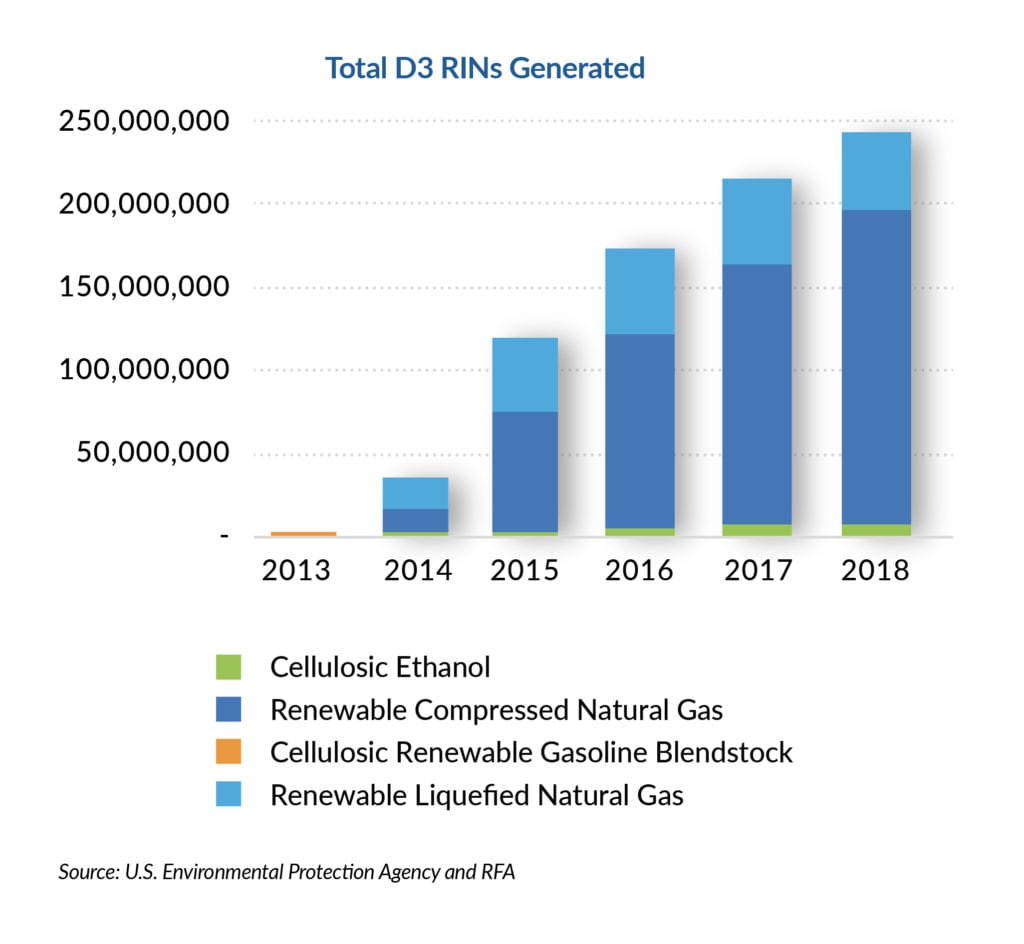 Total D3 RINs Generated
250,000,000
200,000,000
150,000,000
100,000,000
50,000,000
-
2013 2014 2015 2016 2017 2018
Cellulosic Ethanol
Renewable Compressed Natural Gas
Cellulosic Renewable Gasoline Blendstock
Renewable Liquefied Natural Gas
Source: U.S. Environmental Protection Agency and RFA